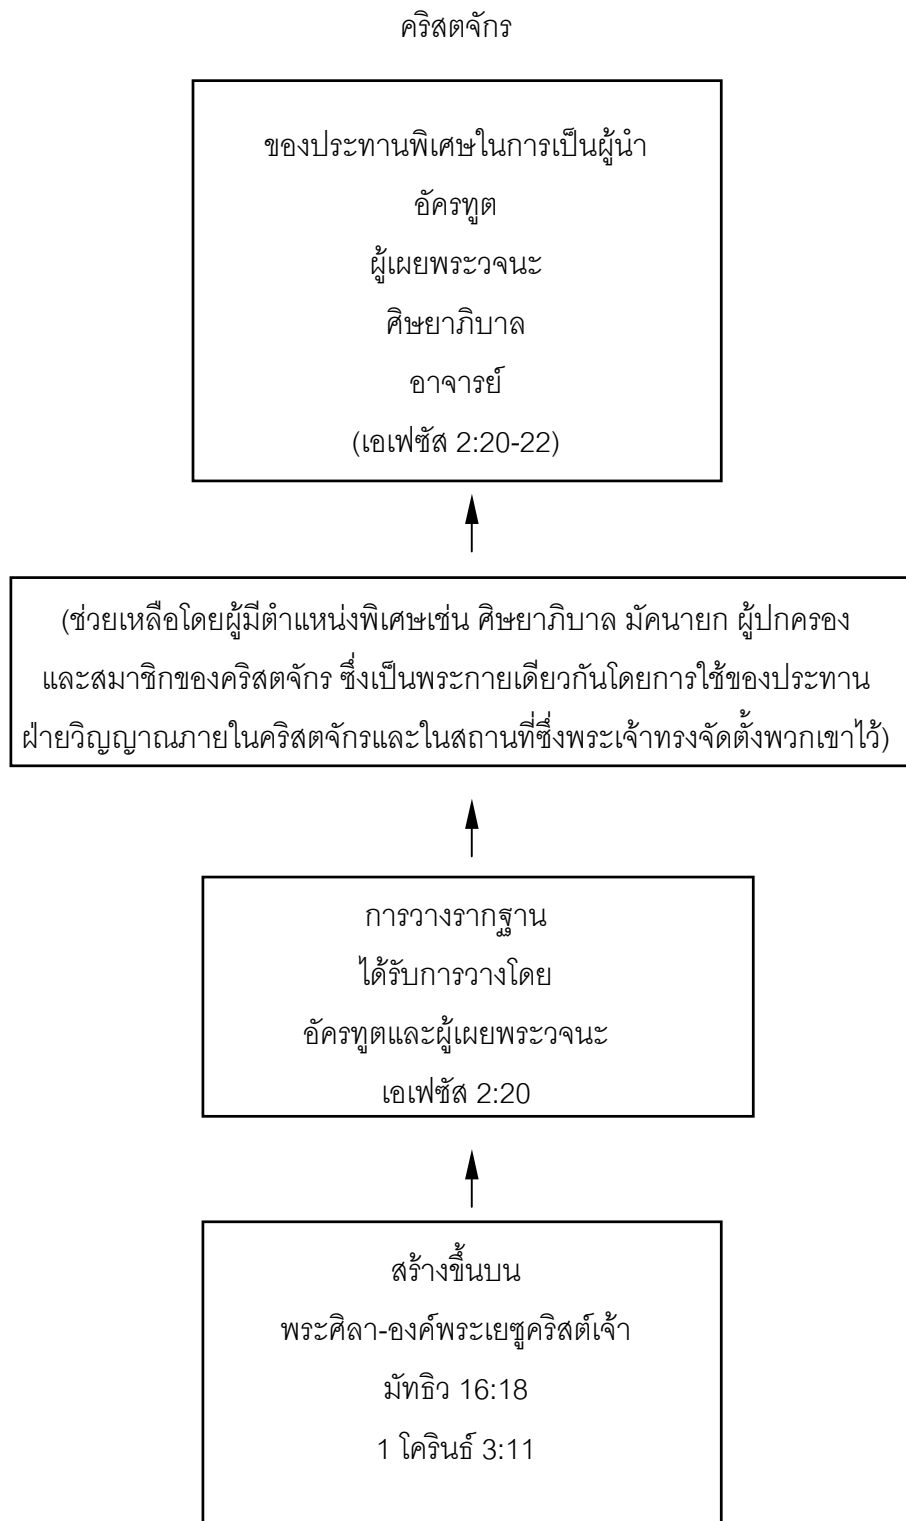 คริสตจักร
ของประทานพิเศษในการเป็นผู้นำ
อัครทูต
ผู้เผยพระวจนะ
ศิษยาภิบาล
อาจารย์
(เอเฟซัส 2:20-22)
(ช่วยเหลือโดยผู้มีตำแหน่งพิเศษเช่น ศิษยาภิบาล มัคนายก ผู้ปกครอง
และสมาชิกของคริสตจักร ซึ่งเป็นพระกายเดียวกันโดยการใช้ของประทาน
ฝ่ายวิญญาณภายในคริสตจักรและในสถานที่ซึ่งพระเจ้าทรงจัดตั้งพวกเขาไว้)
การวางรากฐาน
ได้รับการวางโดย
อัครทูตและผู้เผยพระวจนะ
เอเฟซัส 2:20
สร้างขึ้นบน
พระศิลา-องค์พระเยซูคริสต์เจ้า
มัทธิว 16:18
1 โครินธ์ 3:11